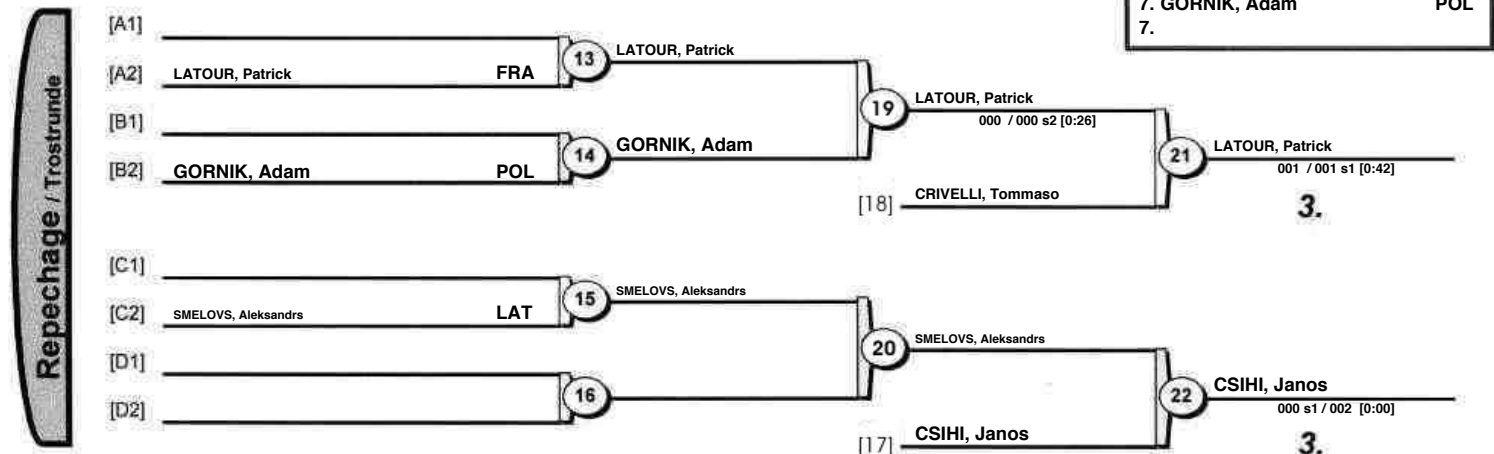 7. GORNIK, Adam POL
7.
Repechage / Trostrunde
[A1]
[A2] LATOUR, Patrick FRA
13 LATOUR, Patrick
[B1]
[B2] GORNIK, Adam POL
14 GORNIK, Adam
19 LATOUR, Patrick
000 / 000 s2 [0:26]
[18] CRIVELLI, Tommaso
21 LATOUR, Patrick
001 / 001 s1 [0:42]
3.
[C1]
[C2] SMELOVS, Aleksandrs LAT
15 SMELOVS, Aleksandrs
[D1]
[D2]
16
20 SMELOVS, Aleksandrs
[17] CSIHI, Janos
22 CSIHI, Janos
000 s1 / 002 [0:00]
3.